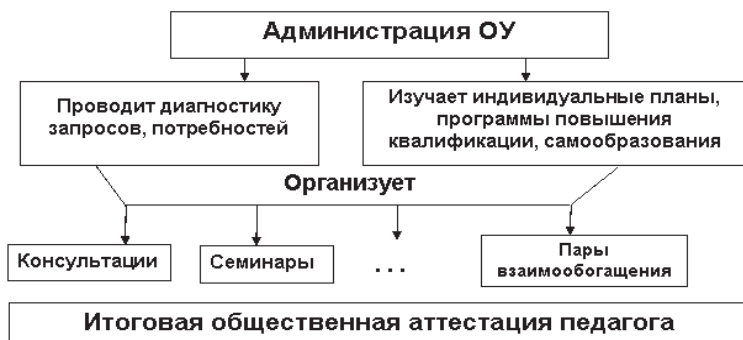 Администрация ОУ
Проводит диагностику
запросов, потребностей
Изучает индивидуальные планы,
программы повышения
квалификации, самообразования
Организует
Консультации
Семинары
...
Пары
взаимообогащения
Итоговая общественная аттестация педагога